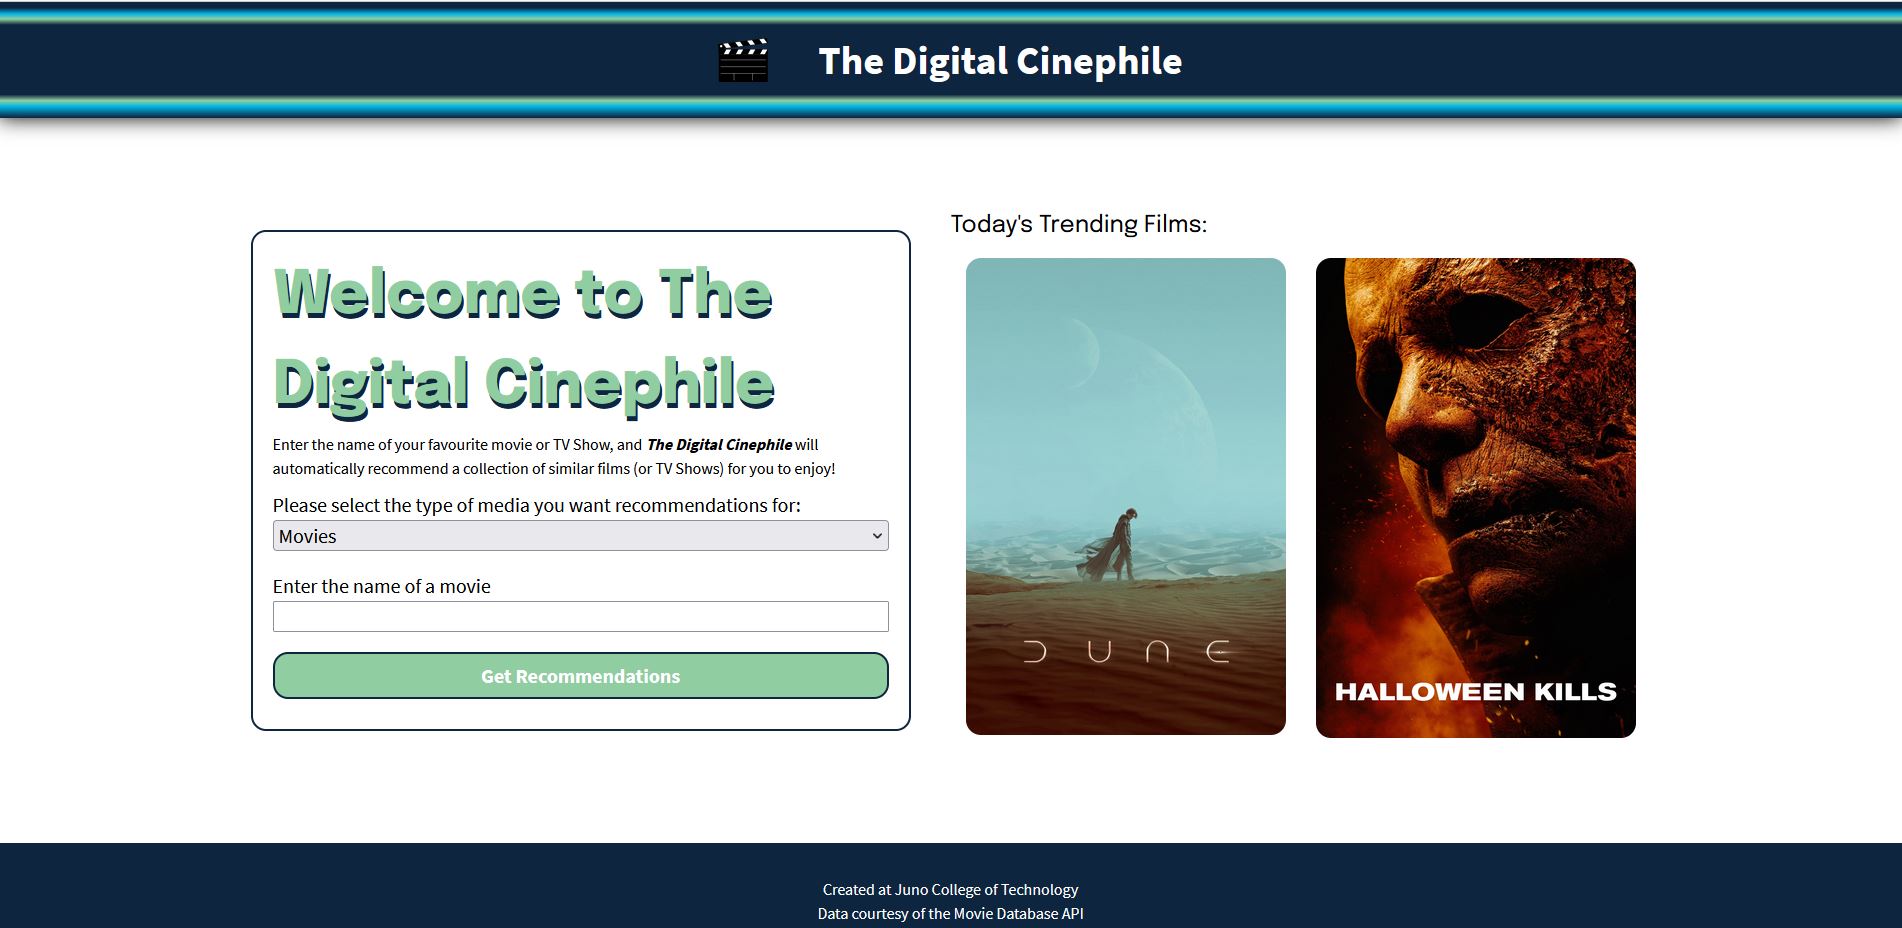 The Digital Cinephile
Welcome to The
Digital Cinephile
Enter the name of your favourite movie or TV Show, and The Digital Cinephile will
automatically recommend a collection of similar films (or TV Shows) for you to enjoy!
Please select the type of media you want recommendations for:
Movies
Enter the name of a movie
Get Recommendations
Today's Trending Films:
DUNE
HALLOWEEN KILLS
Created at Juno College of Technology
Data courtesy of the Movie Database API